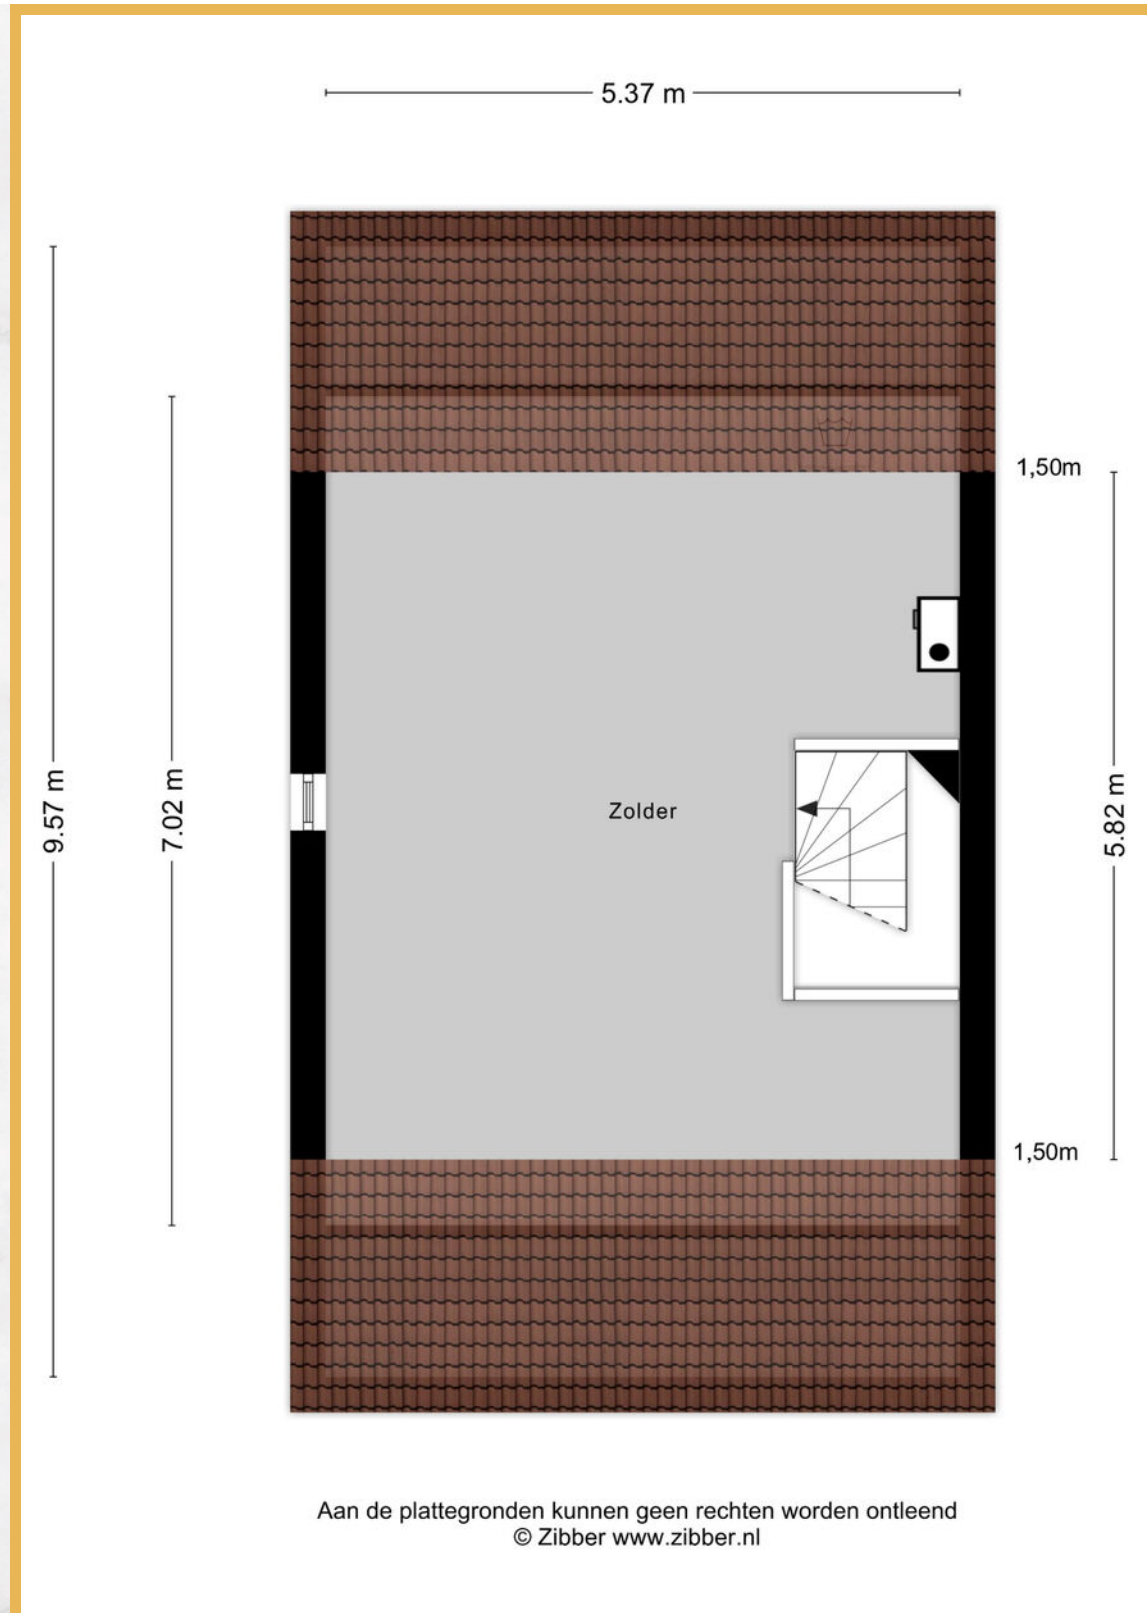 5.37 m
1,50m
9.57 m
7.02 m
Zolder
5.82 m
1,50m
Aan de plattegronden kunnen geen rechten worden ontleend
© Zibber www.zibber.nl